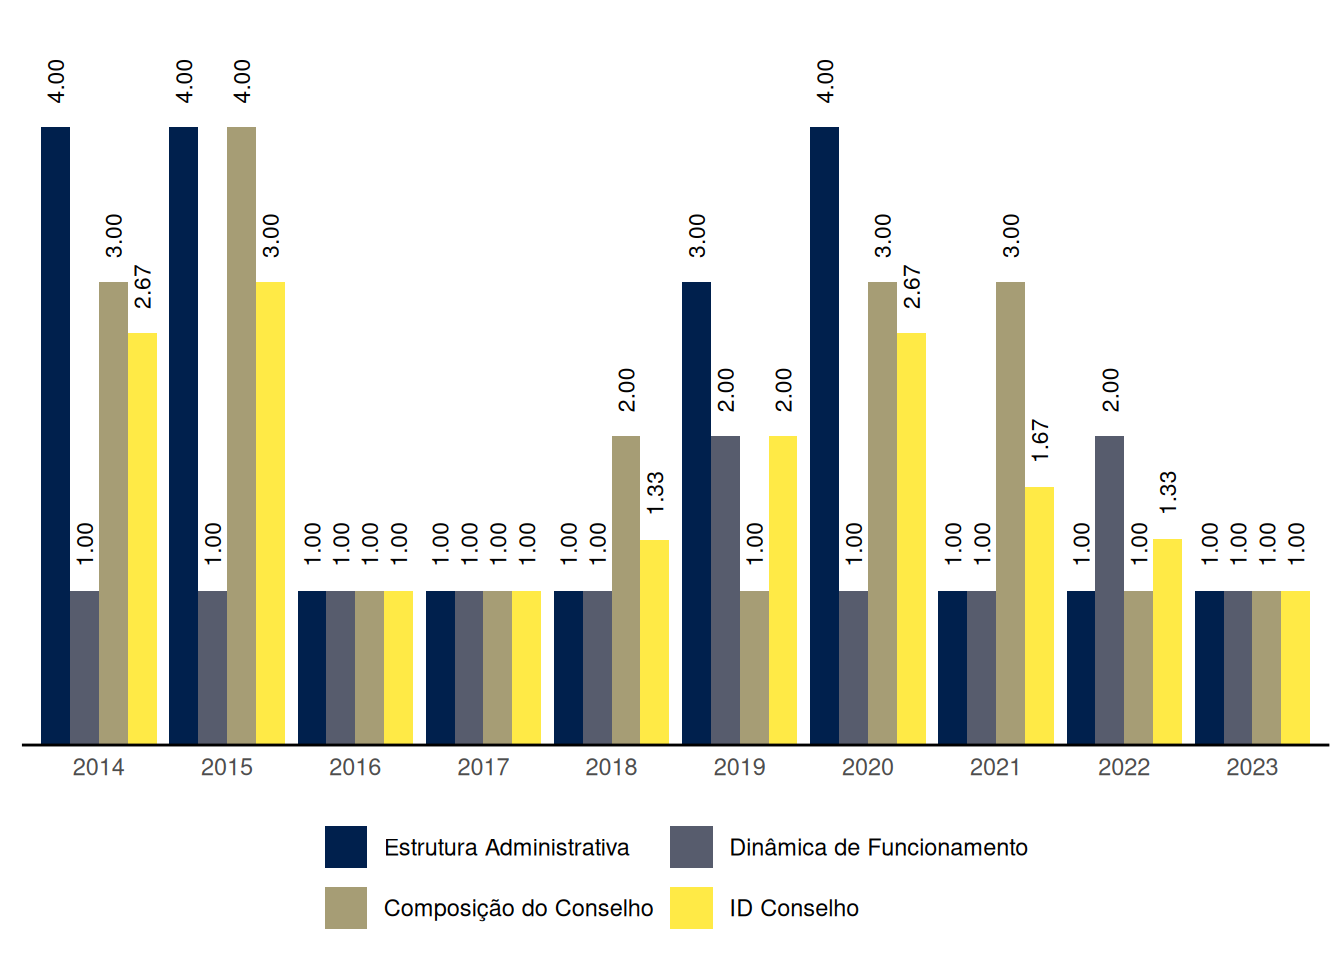 4.00 1.00 3.00 2.67 4.00 1.00 4.00 3.00 1.00 1.00 1.00 1.00 1.00 1.00 1.00 1.00 1.00 1.00 2.00 1.33 3.00 2.00 1.00 2.00 4.00 1.00 3.00 2.67 1.00 1.00 3.00 1.67 1.00 2.00 1.00 1.33 1.00 1.00 1.00 1.00
2014 2015 2016 2017 2018 2019 2020 2021 2022 2023
Estrutura Administrativa Dinâmica de Funcionamento
Composição do Conselho ID Conselho